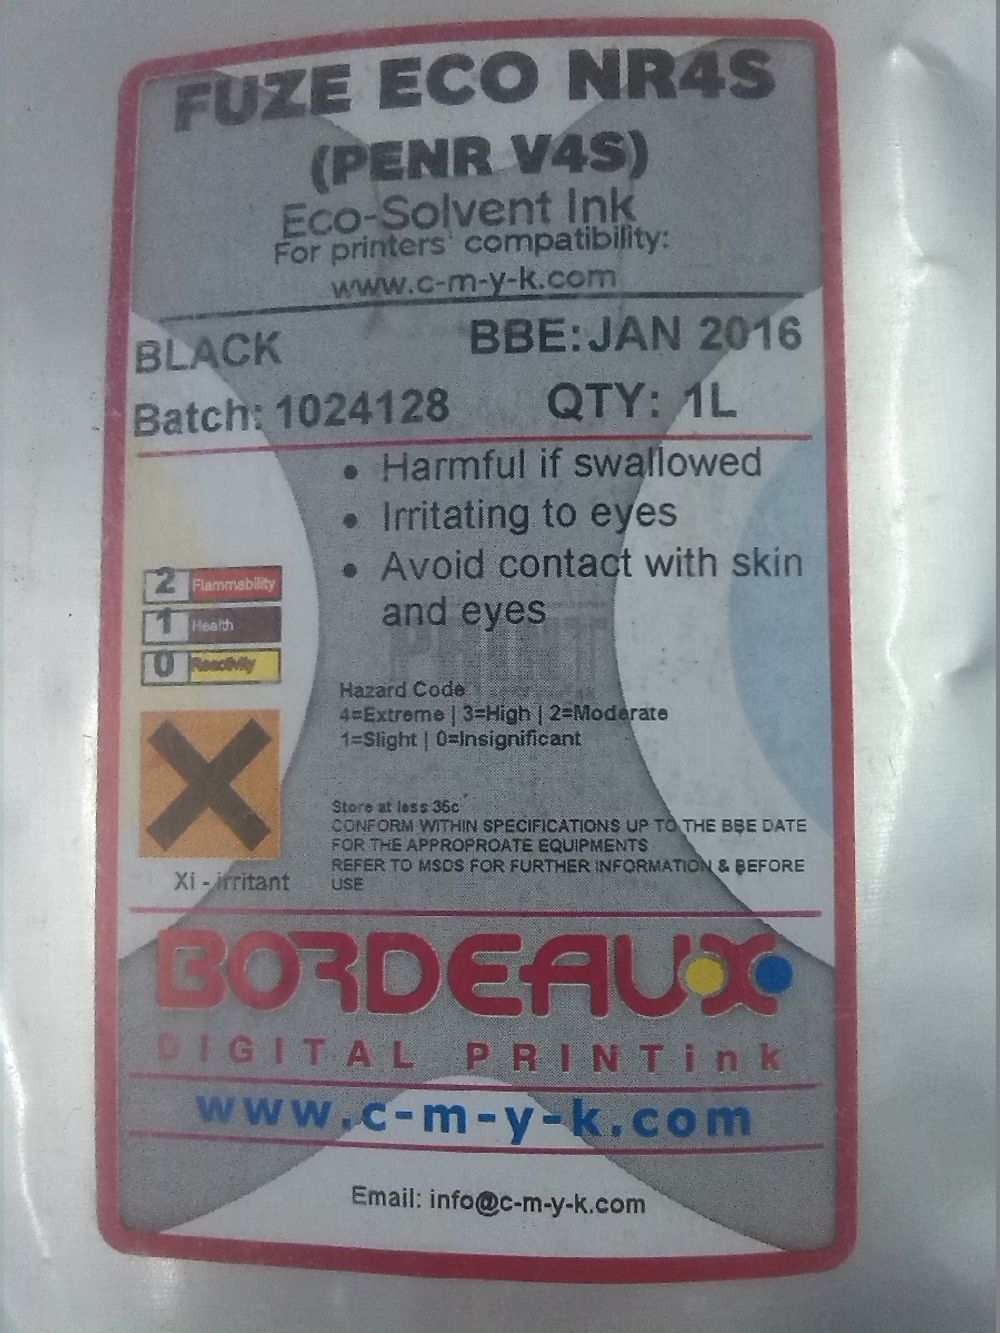 FUZE ECO NR4S
(PENR V4S)
Eco-Solvent Ink
For printers' compatibility:
www.c-m-y-k.com
BLACK BBE: JAN 2016
Batch: 1024128 QTY: 1L
• Harmful if swallowed
• Irritating to eyes
• Avoid contact with skin
and eyes
2 Flammability
1 Health
0 Reactivity
Hazard Code
4=Extreme | 3=High | 2=Moderate
1=Slight | 0=Insignificant
Store at less 35c°
CONFORM WITHIN SPECIFICATIONS UP TO THE BBE DATE
FOR THE APPROPROATE EQUIPMENTS
REFER TO MSDS FOR FURTHER INFORMATION & BEFORE
USE
Xi - irritant
BORDEAUX
DIGITAL PRINTink
www.c-m-y-k.com
Email: info@c-m-y-k.com